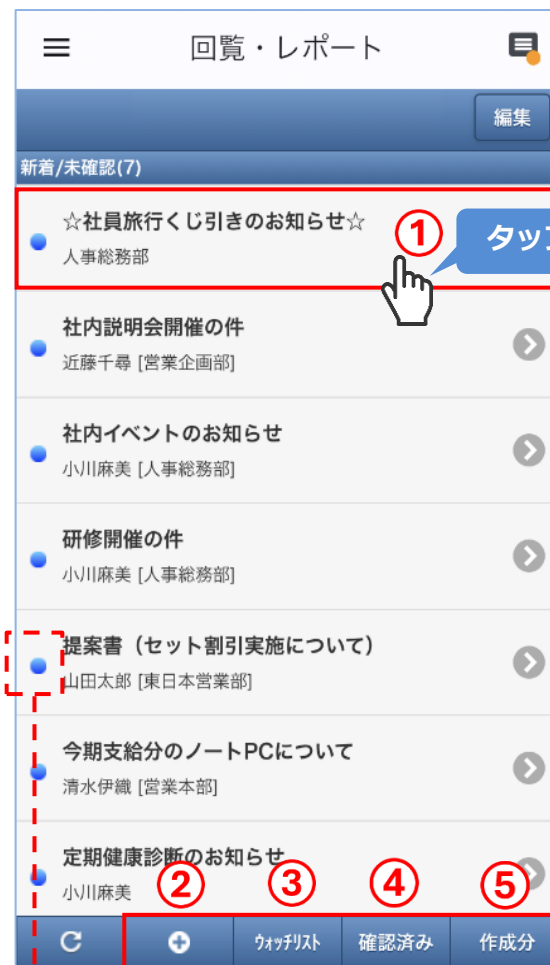 回覧・レポート
編集
新着/未確認(7)
☆社員旅行くじ引きのお知らせ☆
人事総務部
①
タップ
社内説明会開催の件
近藤千尋 [営業企画部]
社内イベントのお知らせ
小川麻美 [人事総務部]
研修開催の件
小川麻美 [人事総務部]
提案書（セット割引実施について）
山田太郎 [東日本営業部]
今期支給分のノートPCについて
清水伊織 [営業本部]
定期健康診断のお知らせ
小川麻美
② ③ ④ ⑤
ｳｫｯﾁﾘｽﾄ 確認済み 作成分